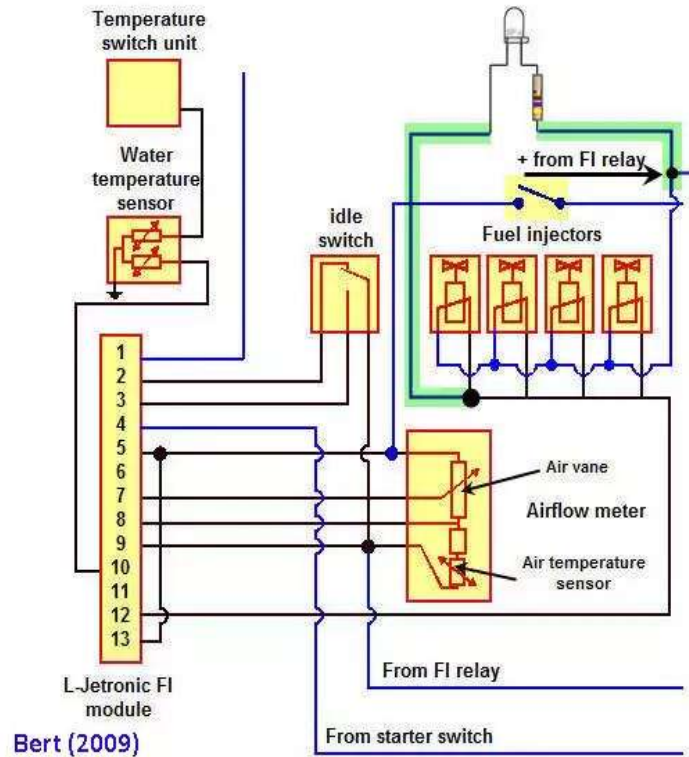 Temperature
switch unit
Water
temperature
sensor
+ from FI relay
idle
switch
Fuel injectors
1
2
3
4
5
6
7
8
9
10
11
12
13
Air vane
Airflow meter
Air temperature
sensor
L-Jetronic FI
module
From FI relay
From starter switch
Bert (2009)